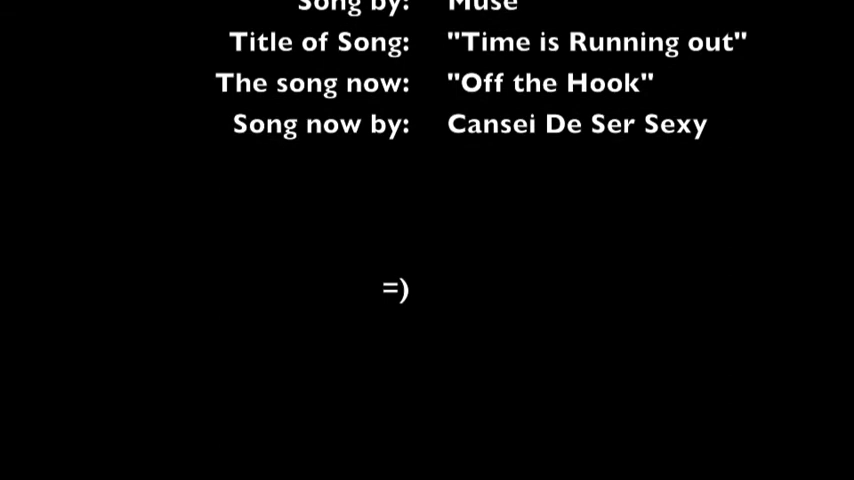 Song by: Muse
Title of Song: "Time is Running out"
The song now: "Off the Hook"
Song now by: Cansei De Ser Sexy
=)